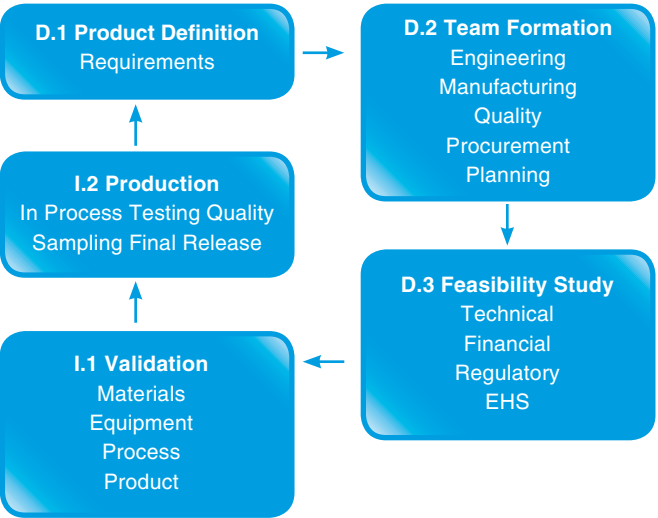 D.1 Product Definition
Requirements
D.2 Team Formation
Engineering
Manufacturing
Quality
Procurement
Planning
D.3 Feasibility Study
Technical
Financial
Regulatory
EHS
I.1 Validation
Materials
Equipment
Process
Product
I.2 Production
In Process Testing Quality
Sampling Final Release